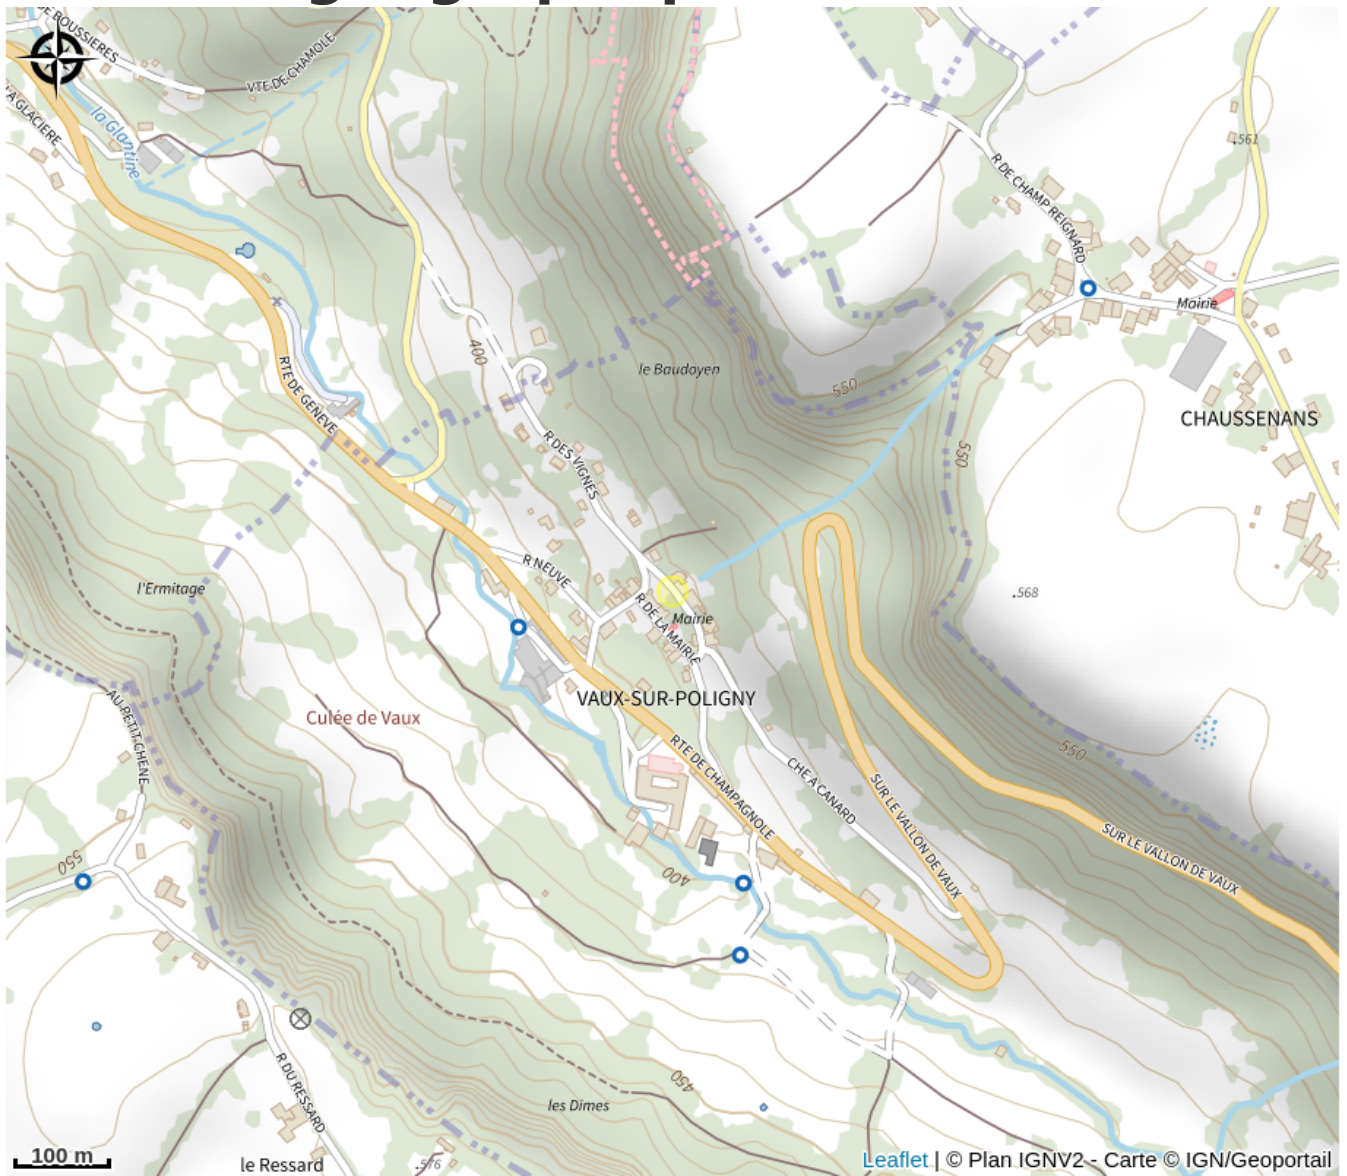 DE BOUSSIERES
VTE DE CHAMOLE
LA GLACIERE
la Glantine
561
R DE CHAMP REIGNARD
Mairie
400
le Baudoyen
550
RTE DE GENEVE
CHAUSSENANS
R DES VIGNES
550
R NEUVE
l'Ermitage
.568
R DE LA MAIRIE
Mairie
VAUX-SUR-POLIGNY
AU PETIT CHENE
Culée de Vaux
RTE DE CHAMPAGNOLE
550
CHE A CANARD
SUR LE VALLON DE VAUX
SUR LE VALLON DE VAUX
550
400
R DU RESSARD
450
les Dimes
100 m
le Ressard
.576
Leaflet | © Plan IGNV2 - Carte © IGN/Geoportail